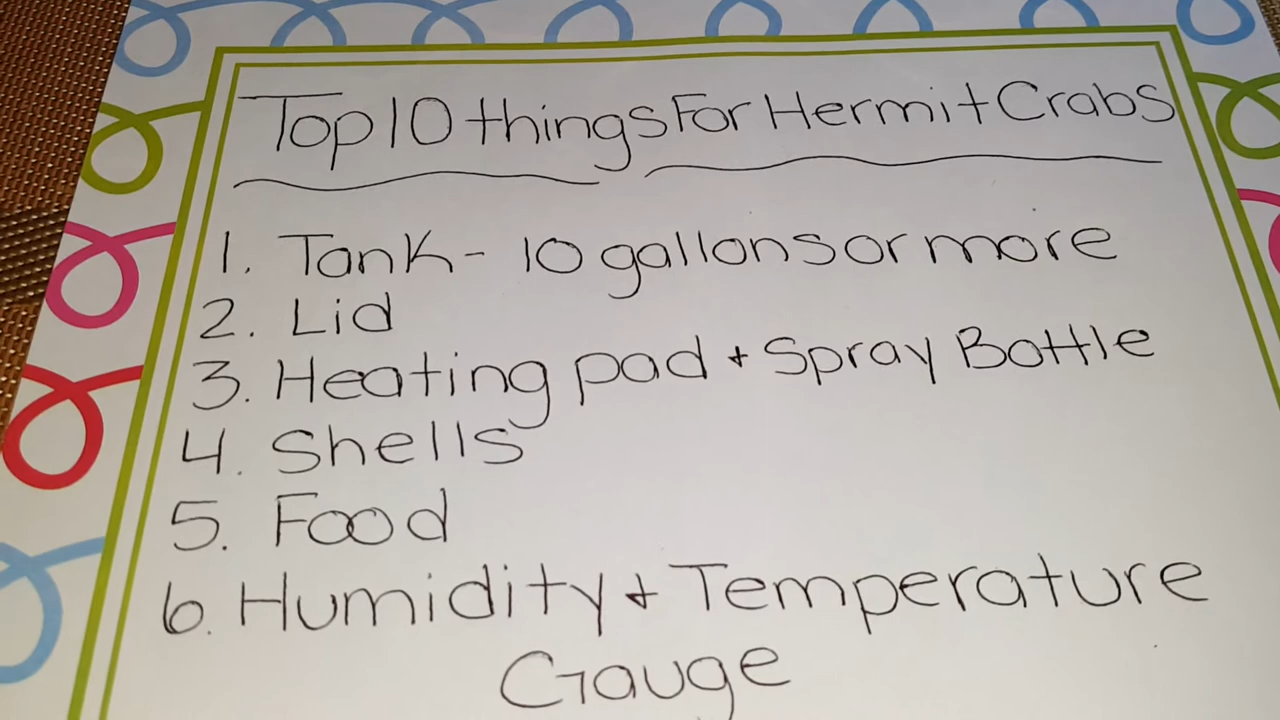 Top 10 things For Hermit Crabs
1. Tank - 10 gallons or more
2. Lid
3. Heating pad + Spray Bottle
4. Shells
5. Food
6. Humidity + Temperature
Gauge